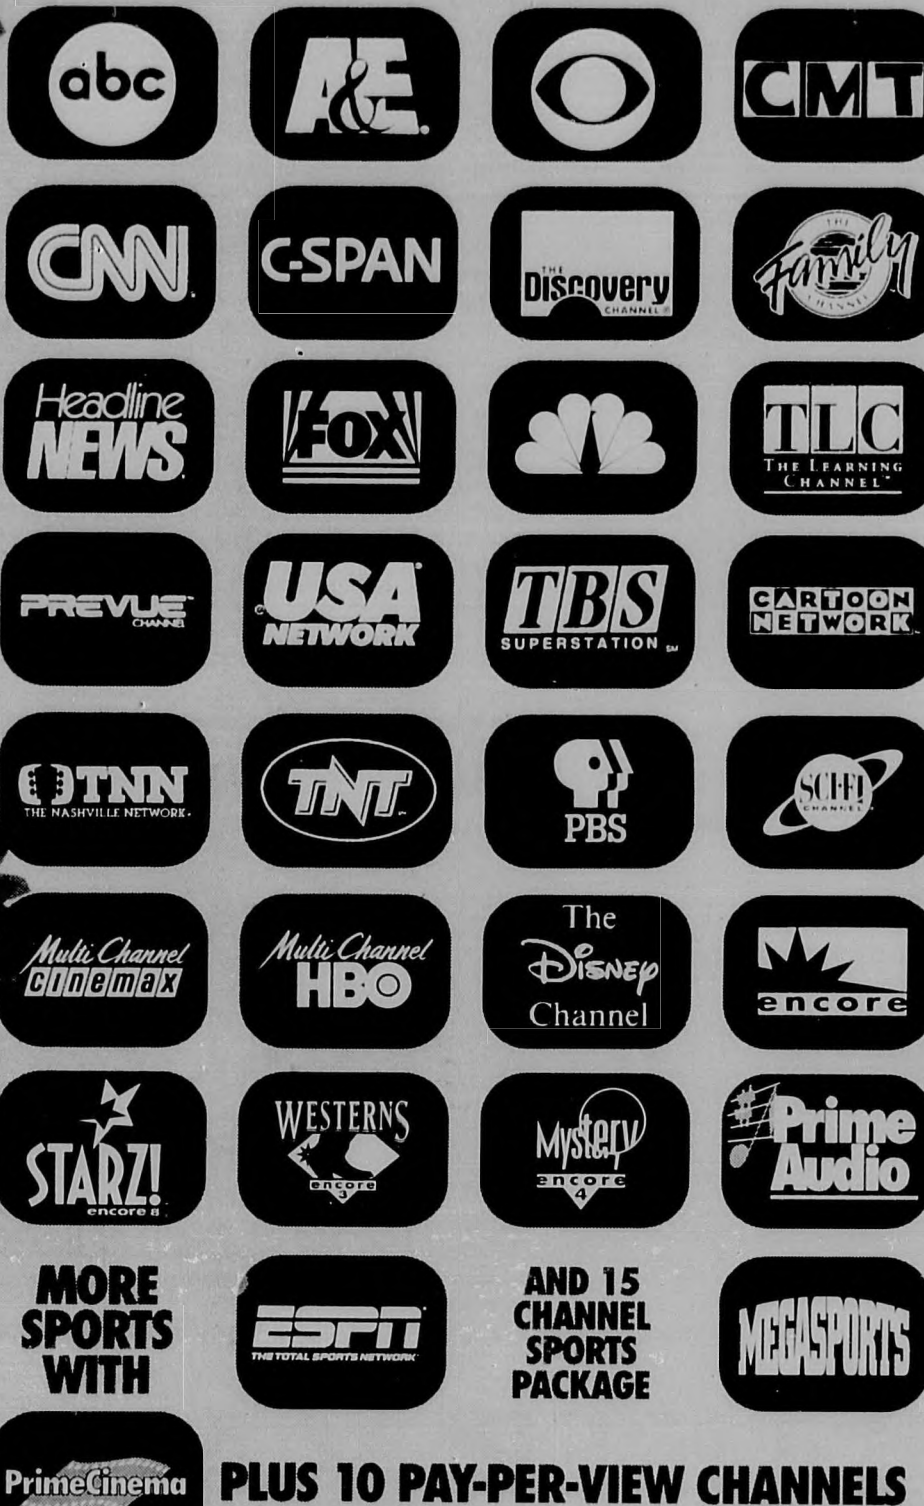 abc
A&E
CMT
CNN
C-SPAN
THE
Discovery
CHANNEL
THE
Family
CHANNEL
Headline
NEWS
FOX
TLC
THE LEARNING
CHANNEL
PREVUE
CHANNEL
USA
NETWORK
TBS
SUPERSTATION SM
CARTOON
NETWORK
TNN
THE NASHVILLE NETWORK
TNT
PBS
SCI-FI
CHANNEL
Multi Channel
CINEMAX
Multi Channel
HBO
The
Disney
Channel
encore
STARZ!
encore 8
WESTERNS
encore
3
Mystery
encore
4
Prime
Audio
MORE
SPORTS
WITH
ESPN
THE TOTAL SPORTS NETWORK
AND 15
CHANNEL
SPORTS
PACKAGE
MEGASPORTS
PrimeCinema
PLUS 10 PAY-PER-VIEW CHANNELS